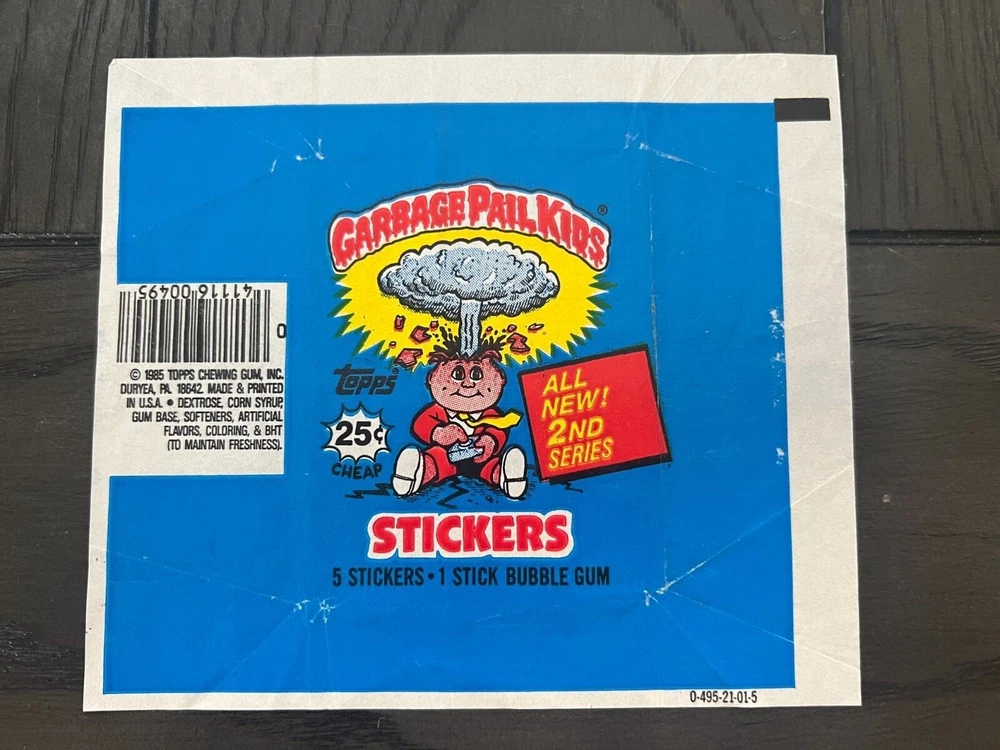 GARBAGE PAIL KIDS®
TOPPS®
25¢
CHEAP
ALL
NEW!
2ND
SERIES
STICKERS
5 STICKERS • 1 STICK BUBBLE GUM
41116 00495
0
© 1985 TOPPS CHEWING GUM, INC.
DURYEA, PA. 18642. MADE & PRINTED
IN U.S.A. • DEXTROSE, CORN SYRUP,
GUM BASE, SOFTENERS, ARTIFICIAL
FLAVORS, COLORING, & BHT
(TO MAINTAIN FRESHNESS).
0-495-21-01-5